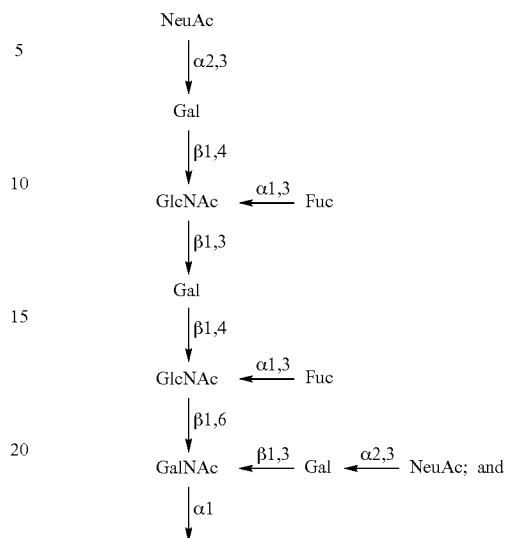 NeuAc
5
α2,3
Gal
β1,4
10
α1,3
GlcNAc Fuc
β1,3
Gal
15
β1,4
α1,3
GlcNAc Fuc
β1,6
20
β1,3 α2,3
GalNAc Gal NeuAc; and
α1